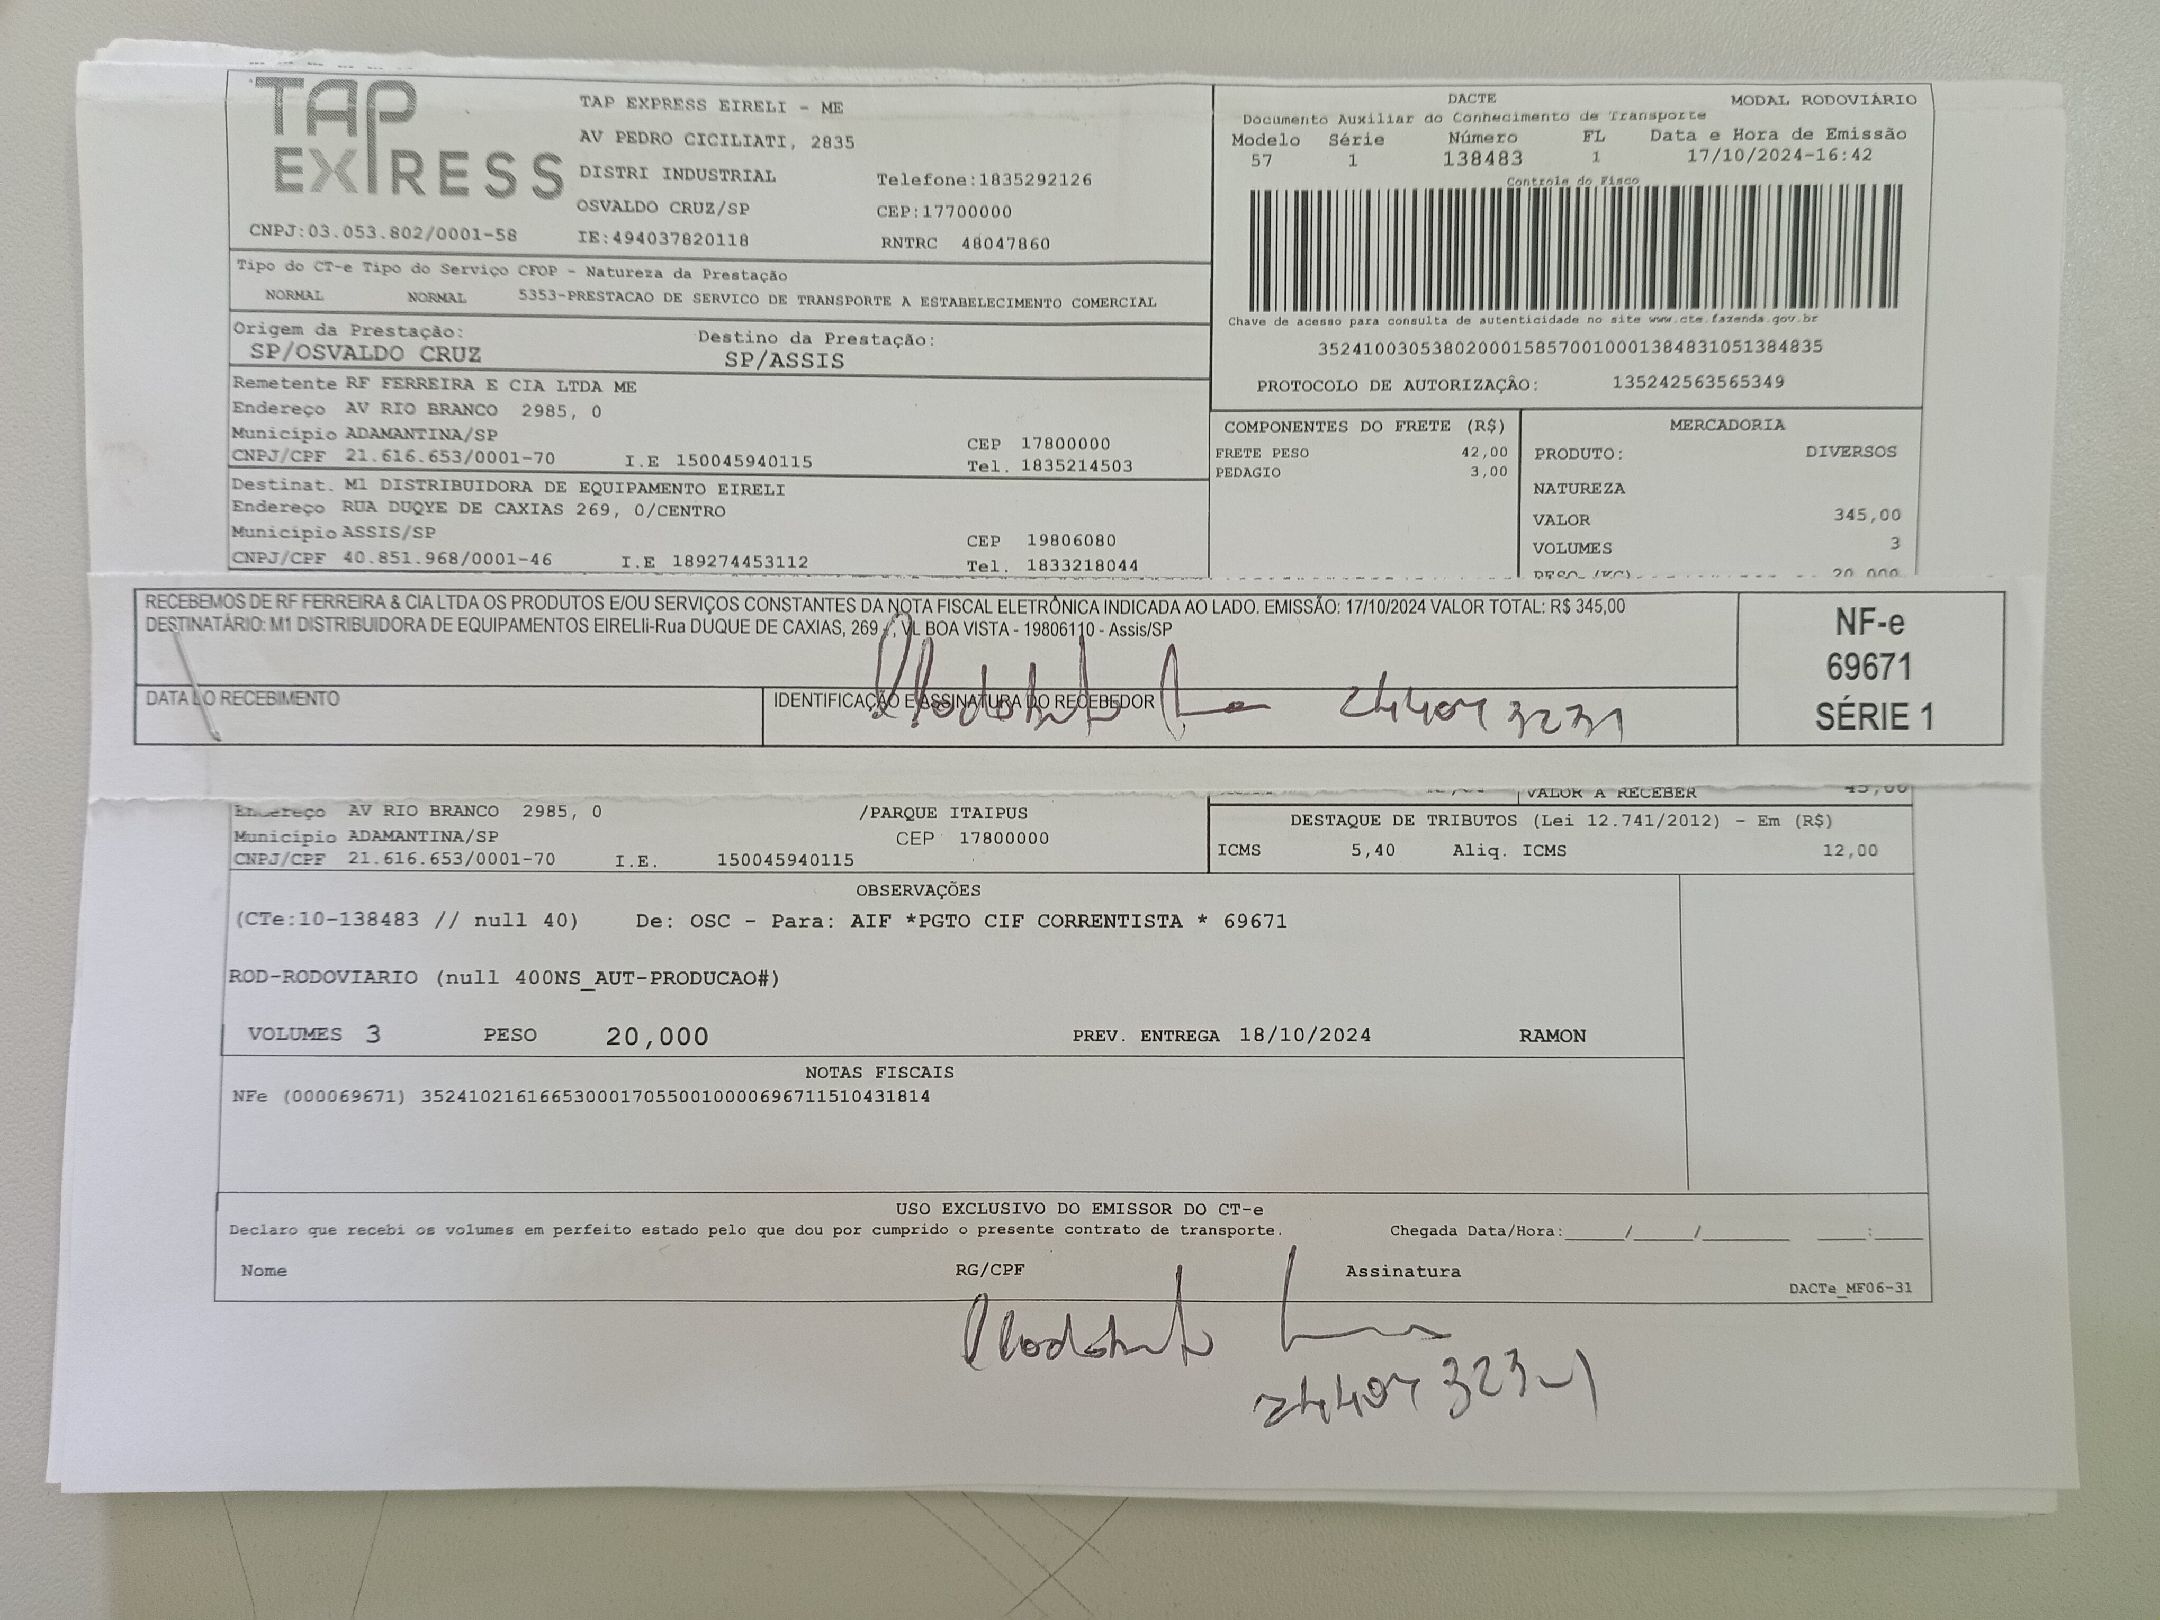 TAP
EXPRESS
TAP EXPRESS EIRELI - ME
AV PEDRO CICILIATI, 2835
DISTRI INDUSTRIAL
Telefone:1835292126
OSVALDO CRUZ/SP
CEP:17700000
CNPJ:03.053.802/0001-58
IE:494037820118
RNTRC 48047860
DACTE
MODAL RODOVIÁRIO
Documento Auxiliar do Conhecimento de Transporte
Modelo Série Número FL Data e Hora de Emissão
57 1 138483 1 17/10/2024-16:42
Controle do Fisco
Chave de acesso para consulta de autenticidade no site www.cte.fazenda.gov.br
35241003053802000158570010001384831051384835
PROTOCOLO DE AUTORIZAÇÃO: 135242563565349
Tipo do CT-e Tipo do Serviço CFOP - Natureza da Prestação
NORMAL NORMAL 5353-PRESTACAO DE SERVICO DE TRANSPORTE A ESTABELECIMENTO COMERCIAL
Origem da Prestação: Destino da Prestação:
SP/OSVALDO CRUZ SP/ASSIS
Remetente RF FERREIRA E CIA LTDA ME
Endereço AV RIO BRANCO 2985, 0
Município ADAMANTINA/SP CEP 17800000
CNPJ/CPF 21.616.653/0001-70 I.E 150045940115 Tel. 1835214503
Destinat. M1 DISTRIBUIDORA DE EQUIPAMENTO EIRELI
Endereço RUA DUQYE DE CAXIAS 269, 0/CENTRO
Município ASSIS/SP CEP 19806080
CNPJ/CPF 40.851.968/0001-46 I.E 189274453112 Tel. 1833218044
COMPONENTES DO FRETE (R$)
FRETE PESO 42,00
PEDAGIO 3,00
MERCADORIA
PRODUTO: DIVERSOS
NATUREZA
VALOR 345,00
VOLUMES 3
PESO (KG) 20,000
RECEBEMOS DE RF FERREIRA & CIA LTDA OS PRODUTOS E/OU SERVIÇOS CONSTANTES DA NOTA FISCAL ELETRÔNICA INDICADA AO LADO. EMISSÃO: 17/10/2024 VALOR TOTAL: R$ 345,00
DESTINATÁRIO: M1 DISTRIBUIDORA DE EQUIPAMENTOS EIRELIi-Rua DUQUE DE CAXIAS, 269 , VL BOA VISTA - 19806110 - Assis/SP
NF-e
69671
SÉRIE 1
DATA DO RECEBIMENTO
IDENTIFICAÇÃO E ASSINATURA DO RECEBEDOR
VALOR A RECEBER 45,00
Endereço AV RIO BRANCO 2985, 0 /PARQUE ITAIPUS
Município ADAMANTINA/SP CEP 17800000
CNPJ/CPF 21.616.653/0001-70 I.E. 150045940115
DESTAQUE DE TRIBUTOS (Lei 12.741/2012) - Em (R$)
ICMS 5,40 Aliq. ICMS 12,00
OBSERVAÇÕES
(CTe:10-138483 // null 40) De: OSC - Para: AIF *PGTO CIF CORRENTISTA * 69671
ROD-RODOVIARIO (null 400NS_AUT-PRODUCAO#)
VOLUMES 3 PESO 20,000 PREV. ENTREGA 18/10/2024 RAMON
NOTAS FISCAIS
NFe (000069671) 35241021616653000170550010000696711510431814
USO EXCLUSIVO DO EMISSOR DO CT-e
Declaro que recebi os volumes em perfeito estado pelo que dou por cumprido o presente contrato de transporte. Chegada Data/Hora:_____/_____/_______ ____:____
Nome RG/CPF Assinatura
DACTe_MF06-31